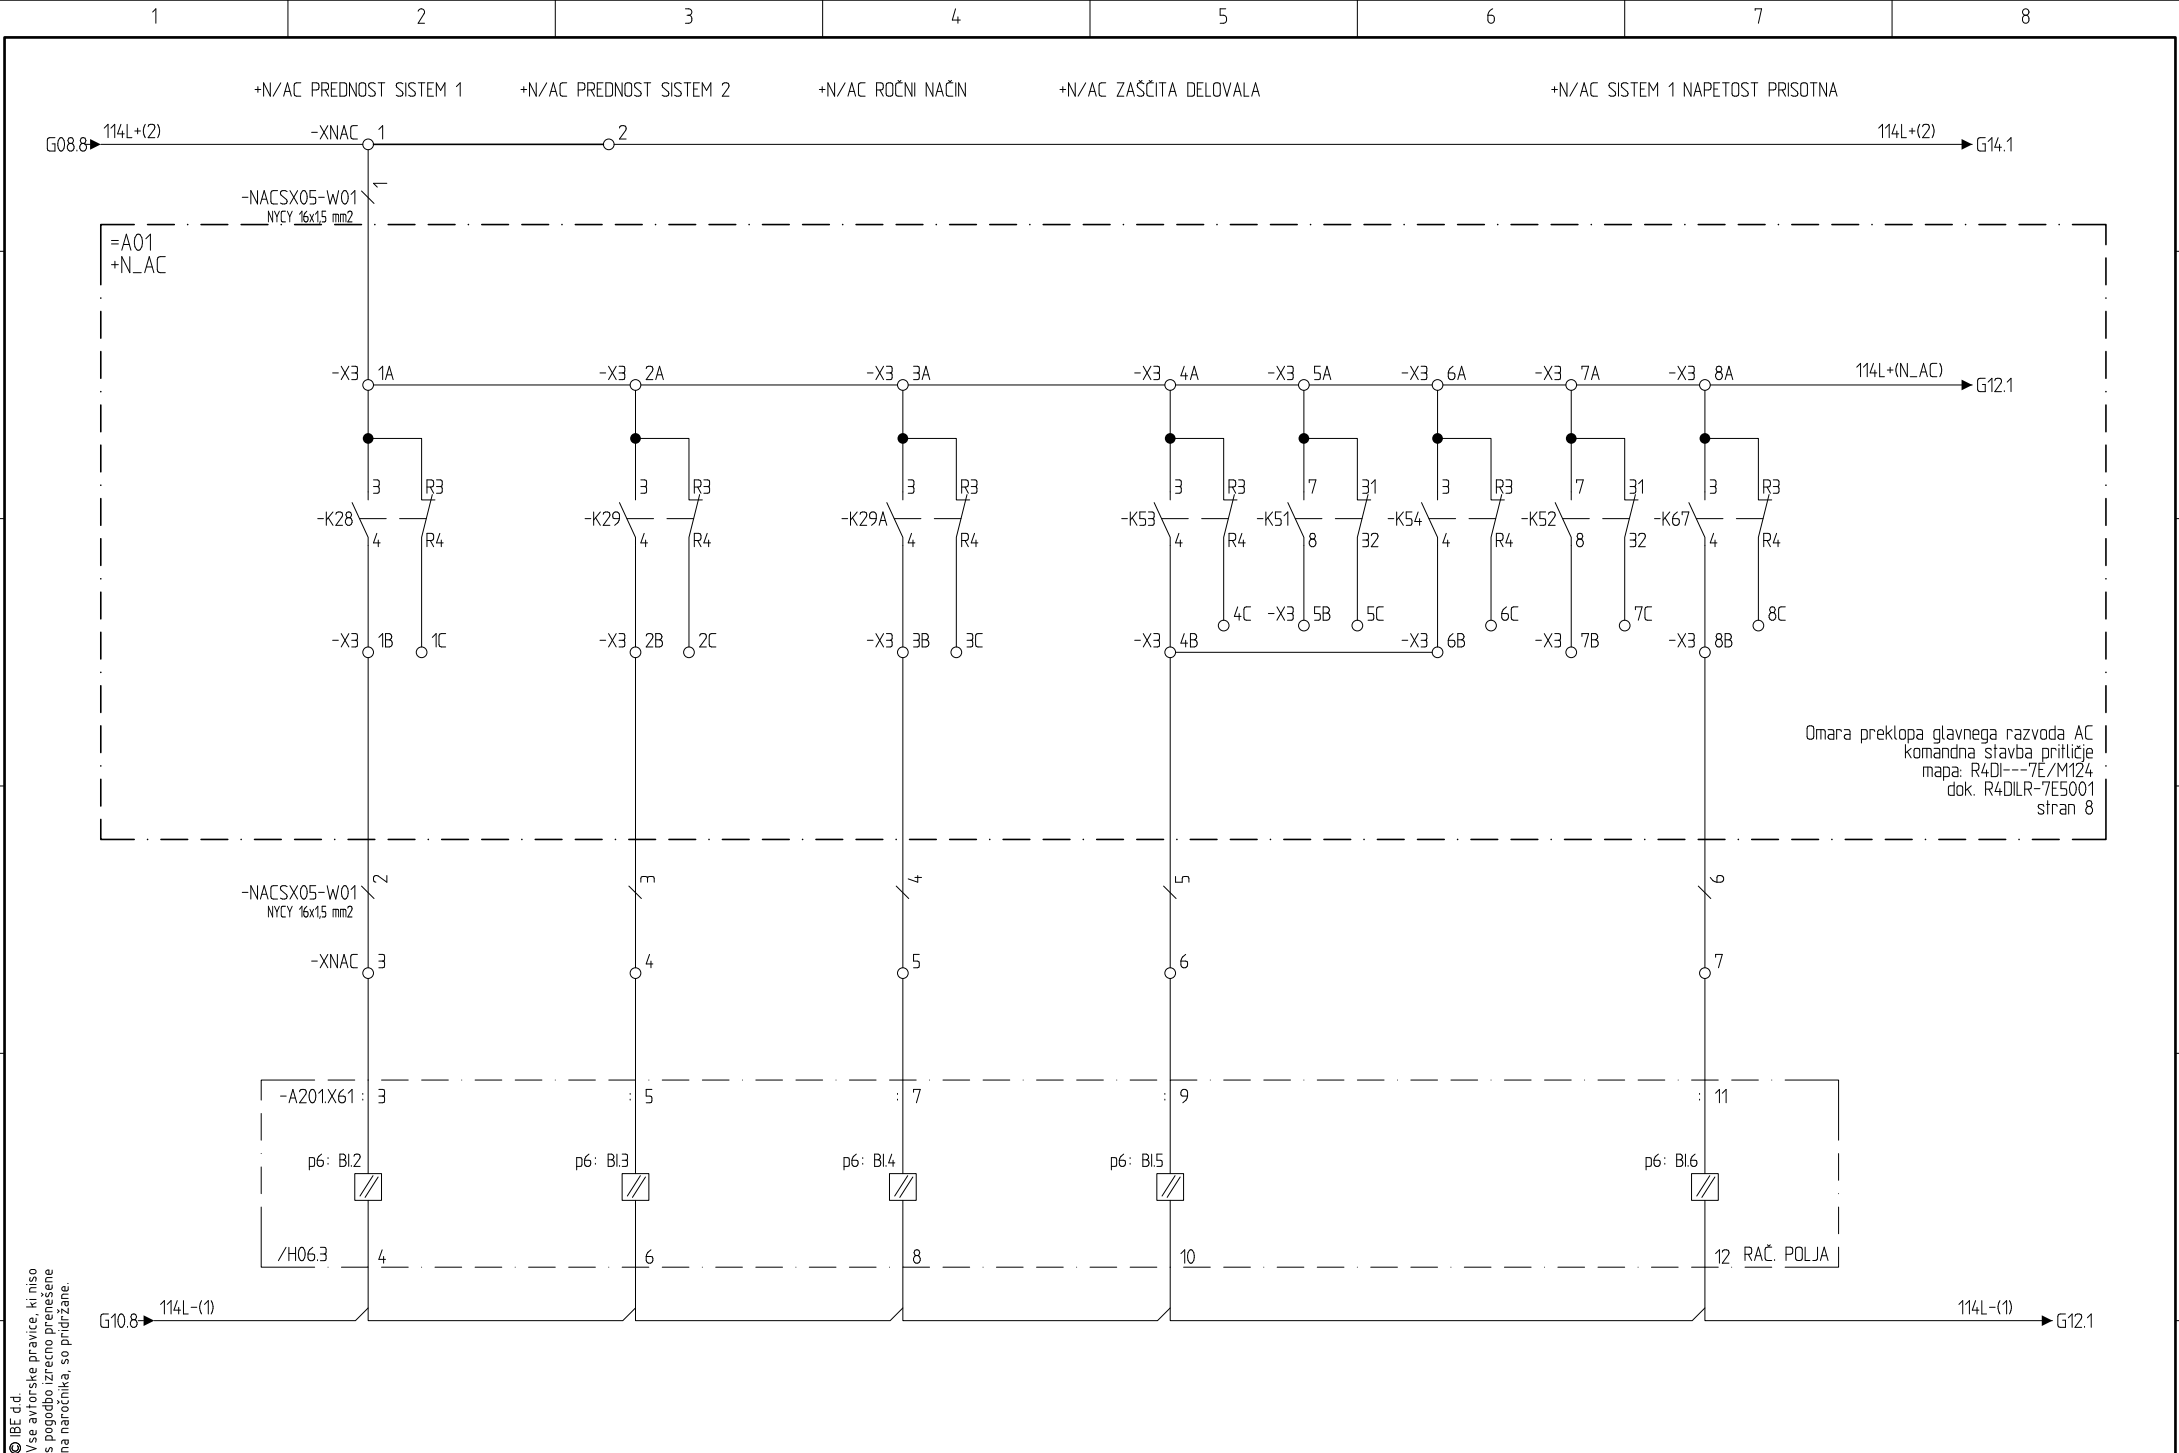 1 2 3 4 5 6 7 8
+N/AC PREDNOST SISTEM 1 +N/AC PREDNOST SISTEM 2 +N/AC ROČNI NAČIN +N/AC ZAŠČITA DELOVALA +N/AC SISTEM 1 NAPETOST PRISOTNA
G08.8 114L+(2) -XNAC 1 2 114L+(2) G14.1
-NACSX05-W01 1
NYCY 16x1,5 mm2
=A01
+N_AC
-X3 1A -X3 2A -X3 3A -X3 4A -X3 5A -X3 6A -X3 7A -X3 8A 114L+(N_AC) G12.1
3 R3 3 R3 3 R3 3 R3 7 31 3 R3 7 31 3 R3
-K28 -K29 -K29A -K53 -K51 -K54 -K52 -K67
4 R4 4 R4 4 R4 4 R4 8 32 4 R4 8 32 4 R4
4C -X3 5B 5C 6C 7C 8C
-X3 1B 1C -X3 2B 2C -X3 3B 3C -X3 4B -X3 6B -X3 7B -X3 8B
Omara preklopa glavnega razvoda AC
komandna stavba pritličje
mapa: R4DI---7E/M124
dok. R4DILR-7E5001
stran 8
-NACSX05-W01 2 3 4 5 6
NYCY 16x1,5 mm2
-XNAC 3 4 5 6 7
-A201.X61 : 3 : 5 : 7 : 9 : 11
p6: BI.2 p6: BI.3 p6: BI.4 p6: BI.5 p6: BI.6
/H06.3 4 6 8 10 12 RAČ. POLJA
G10.8 114L-(1) 114L-(1) G12.1
© IBE d.d.
Vse avtorske pravice, ki niso
s pogodbo izrecno prenešene
na naročnika, so pridržane.